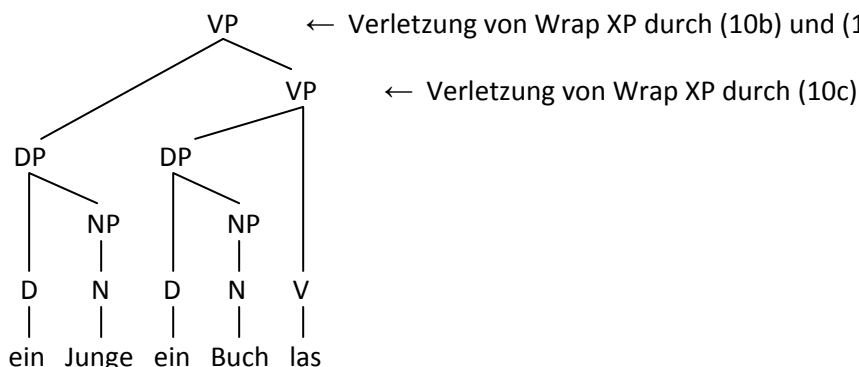 VP ← Verletzung von Wrap XP durch (10b) und (1
VP ← Verletzung von Wrap XP durch (10c)
DP DP
NP NP
D N D N V
ein Junge ein Buch las